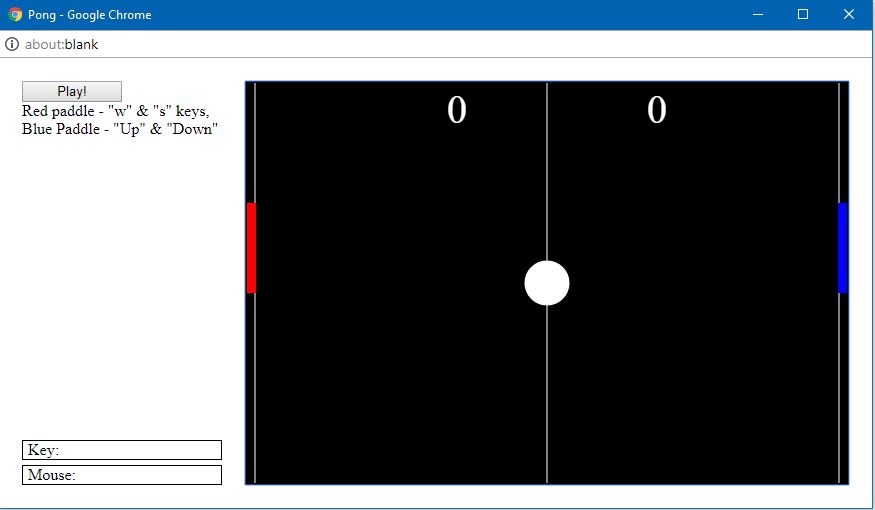 Pong - Google Chrome
about:blank
Play!
Red paddle - "w" & "s" keys,
Blue Paddle - "Up" & "Down"
0 0
Key:
Mouse: